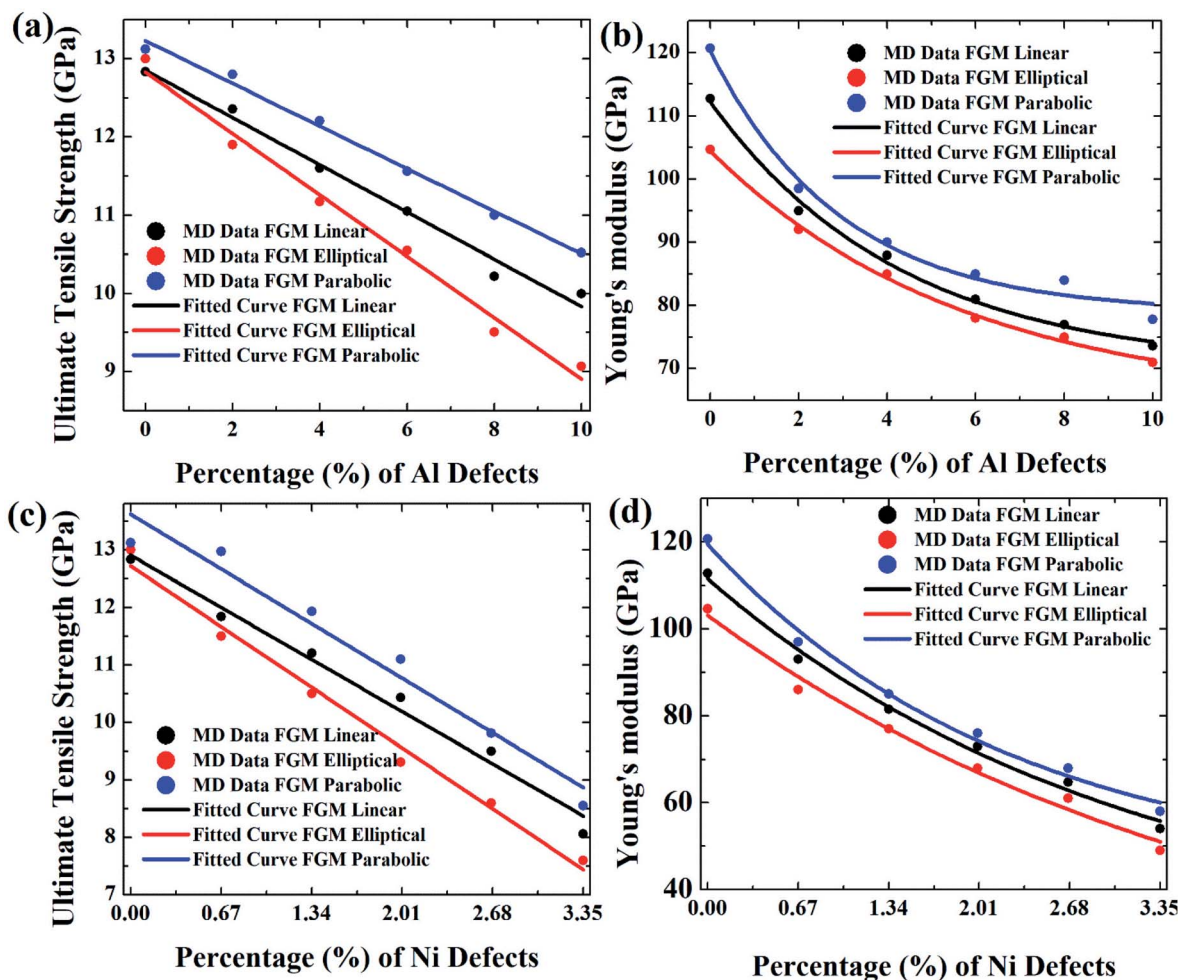 (a)
Ultimate Tensile Strength (GPa)
13
12
11
10
9
MD Data FGM Linear
MD Data FGM Elliptical
MD Data FGM Parabolic
Fitted Curve FGM Linear
Fitted Curve FGM Elliptical
Fitted Curve FGM Parabolic
0 2 4 6 8 10
Percentage (%) of Al Defects
(b)
Young's modulus (GPa)
120
110
100
90
80
70
MD Data FGM Linear
MD Data FGM Elliptical
MD Data FGM Parabolic
Fitted Curve FGM Linear
Fitted Curve FGM Elliptical
Fitted Curve FGM Parabolic
0 2 4 6 8 10
Percentage (%) of Al Defects
(c)
Ultimate Tensile Strength (GPa)
13
12
11
10
9
8
7
MD Data FGM Linear
MD Data FGM Elliptical
MD Data FGM Parabolic
Fitted Curve FGM Linear
Fitted Curve FGM Elliptical
Fitted Curve FGM Parabolic
0.00 0.67 1.34 2.01 2.68 3.35
Percentage (%) of Ni Defects
(d)
Young's modulus (GPa)
120
100
80
60
40
MD Data FGM Linear
MD Data FGM Elliptical
MD Data FGM Parabolic
Fitted Curve FGM Linear
Fitted Curve FGM Elliptical
Fitted Curve FGM Parabolic
0.00 0.67 1.34 2.01 2.68 3.35
Percentage (%) of Ni Defects